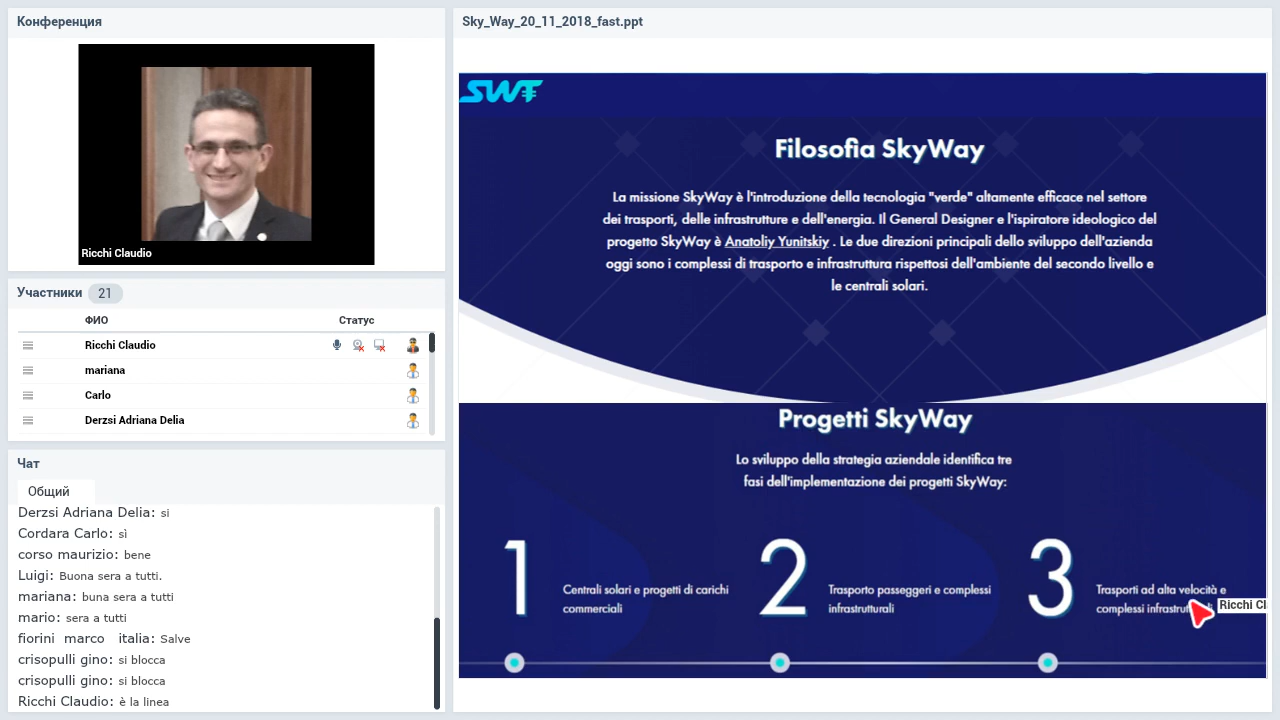 Конференция
Ricchi Claudio
Участники 21
ФИО Статус
Ricchi Claudio
mariana
Carlo
Derzsi Adriana Delia
Чат
Общий
Derzsi Adriana Delia: si
Cordara Carlo: sì
corso maurizio: bene
Luigi: Buona sera a tutti.
mariana: buna sera a tutti
mario: sera a tutti
fiorini marco italia: Salve
crisopulli gino: si blocca
crisopulli gino: si blocca
Ricchi Claudio: è la linea
Sky_Way_20_11_2018_fast.ppt
SWT
Filosofia SkyWay
La missione SkyWay è l'introduzione della tecnologia "verde" altamente efficace nel settore
dei trasporti, delle infrastrutture e dell'energia. Il General Designer e l'ispiratore ideologico del
progetto SkyWay è Anatoliy Yunitskiy . Le due direzioni principali dello sviluppo dell'azienda
oggi sono i complessi di trasporto e infrastruttura rispettosi dell'ambiente del secondo livello e
le centrali solari.
Progetti SkyWay
Lo sviluppo della strategia aziendale identifica tre
fasi dell'implementazione dei progetti SkyWay:
1
Centrali solari e progetti di carichi
commerciali
2
Trasporto passeggeri e complessi
infrastrutturali
3
Trasporti ad alta velocità e
complessi
Ricchi